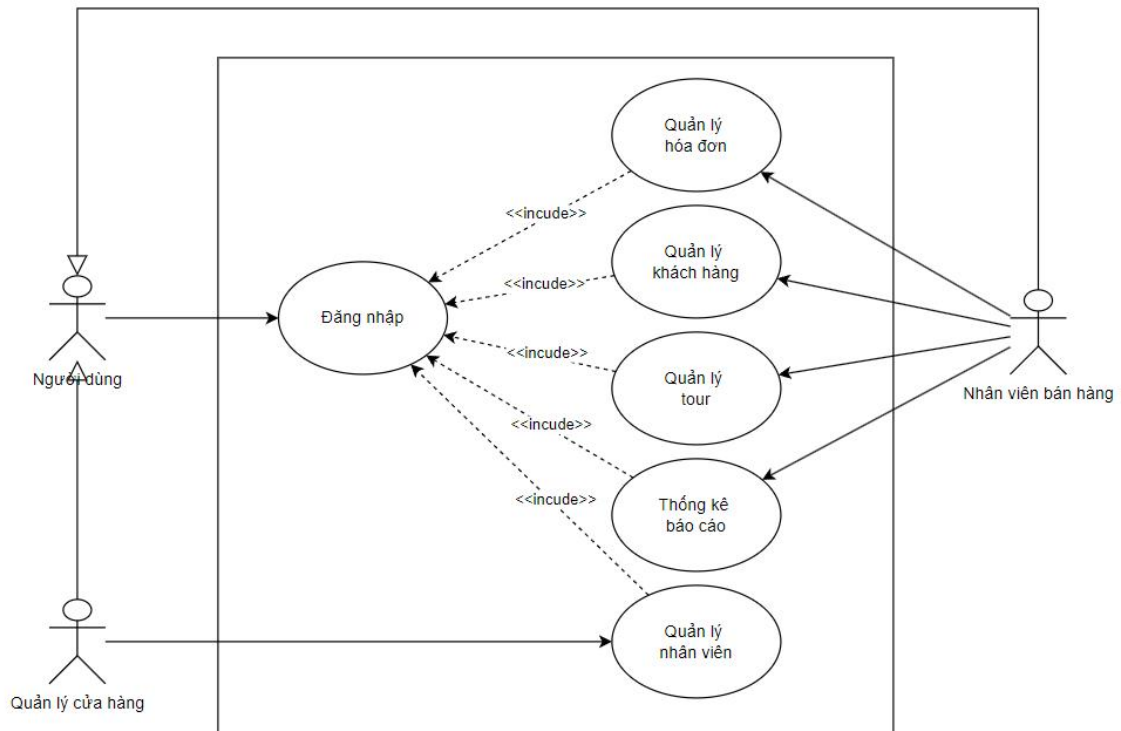 Quản lý
hóa đơn
<<incude>>
Quản lý
khách hàng
<<incude>>
Đăng nhập
Người dùng
<<incude>>
Quản lý
tour
Nhân viên bán hàng
<<incude>>
Thống kê
báo cáo
<<incude>>
Quản lý
nhân viên
Quản lý cửa hàng